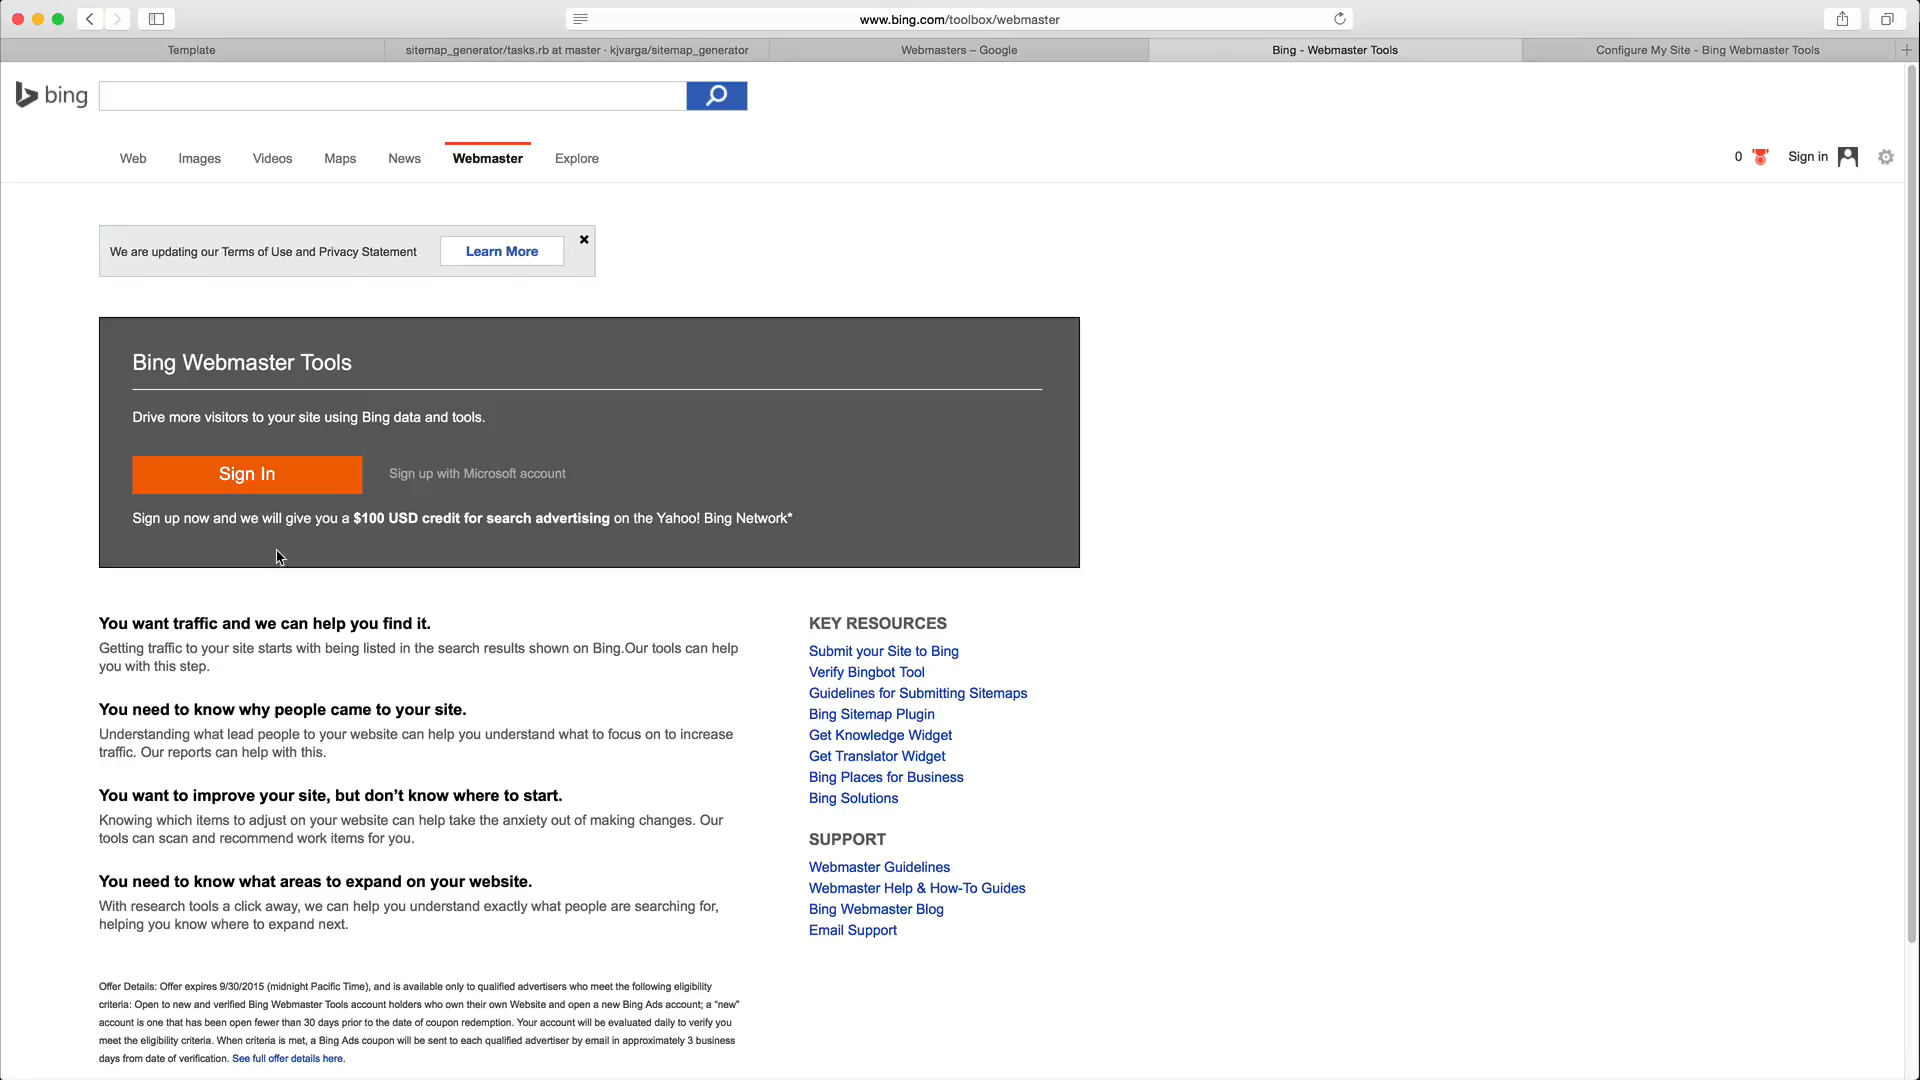 www.bing.com/toolbox/webmaster
Template
sitemap_generator/tasks.rb at master · kjvarga/sitemap_generator
Webmasters – Google
Bing - Webmaster Tools
Configure My Site - Bing Webmaster Tools
bing
Web
Images
Videos
Maps
News
Webmaster
Explore
0
Sign in
We are updating our Terms of Use and Privacy Statement
Learn More
Bing Webmaster Tools
Drive more visitors to your site using Bing data and tools.
Sign In
Sign up with Microsoft account
Sign up now and we will give you a $100 USD credit for search advertising on the Yahoo! Bing Network*
You want traffic and we can help you find it.
Getting traffic to your site starts with being listed in the search results shown on Bing.Our tools can help
you with this step.
You need to know why people came to your site.
Understanding what lead people to your website can help you understand what to focus on to increase
traffic. Our reports can help with this.
You want to improve your site, but don’t know where to start.
Knowing which items to adjust on your website can help take the anxiety out of making changes. Our
tools can scan and recommend work items for you.
You need to know what areas to expand on your website.
With research tools a click away, we can help you understand exactly what people are searching for,
helping you know where to expand next.
KEY RESOURCES
Submit your Site to Bing
Verify Bingbot Tool
Guidelines for Submitting Sitemaps
Bing Sitemap Plugin
Get Knowledge Widget
Get Translator Widget
Bing Places for Business
Bing Solutions
SUPPORT
Webmaster Guidelines
Webmaster Help & How-To Guides
Bing Webmaster Blog
Email Support
Offer Details: Offer expires 9/30/2015 (midnight Pacific Time), and is available only to qualified advertisers who meet the following eligibility
criteria: Open to new and verified Bing Webmaster Tools account holders who own their own Website and open a new Bing Ads account; a “new”
account is one that has been open fewer than 30 days prior to the date of coupon redemption. Your account will be evaluated daily to verify you
meet the eligibility criteria. When criteria is met, a Bing Ads coupon will be sent to each qualified advertiser by email in approximately 3 business
days from date of verification. See full offer details here.